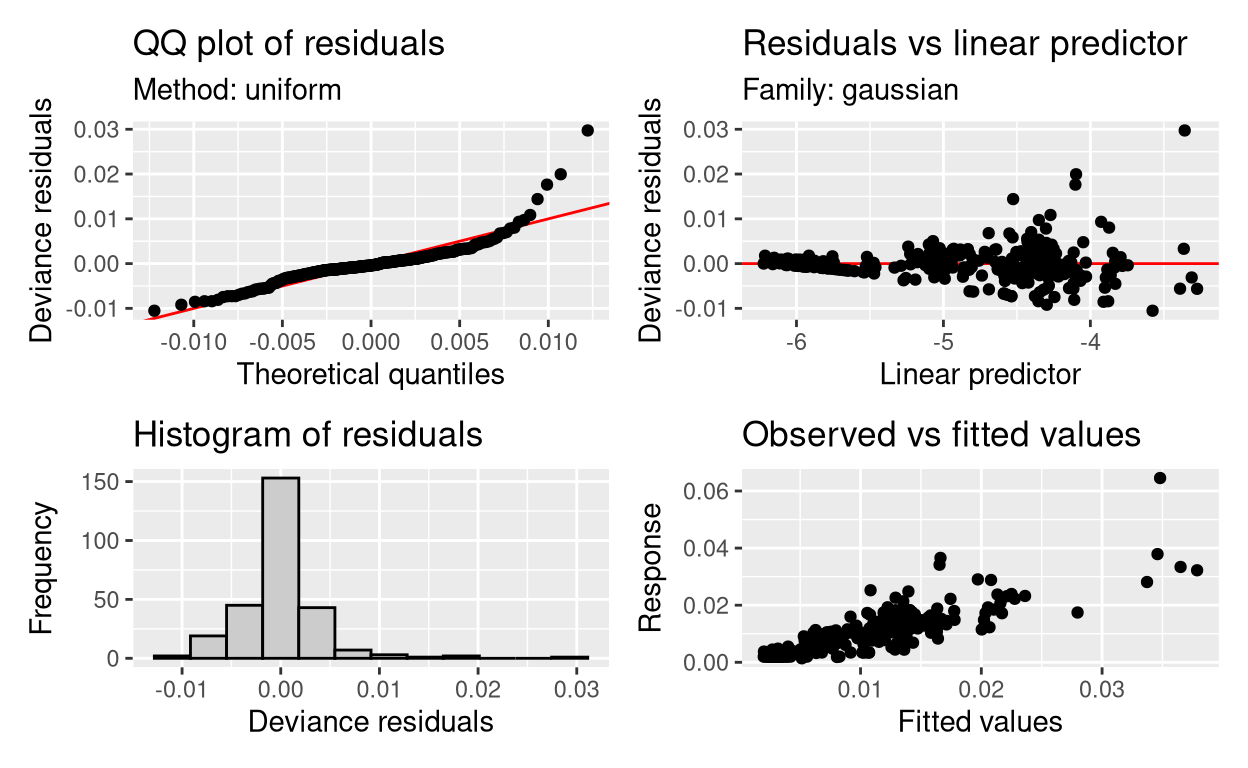 QQ plot of residuals
Method: uniform
Deviance residuals
0.03
0.02
0.01
0.00
-0.01
-0.010
-0.005
0.000
0.005
0.010
Theoretical quantiles
Residuals vs linear predictor
Family: gaussian
Deviance residuals
0.03
0.02
0.01
0.00
-0.01
-6
-5
-4
Linear predictor
Histogram of residuals
Frequency
150
100
50
0
-0.01
0.00
0.01
0.02
0.03
Deviance residuals
Observed vs fitted values
Response
0.06
0.04
0.02
0.00
0.01
0.02
0.03
Fitted values